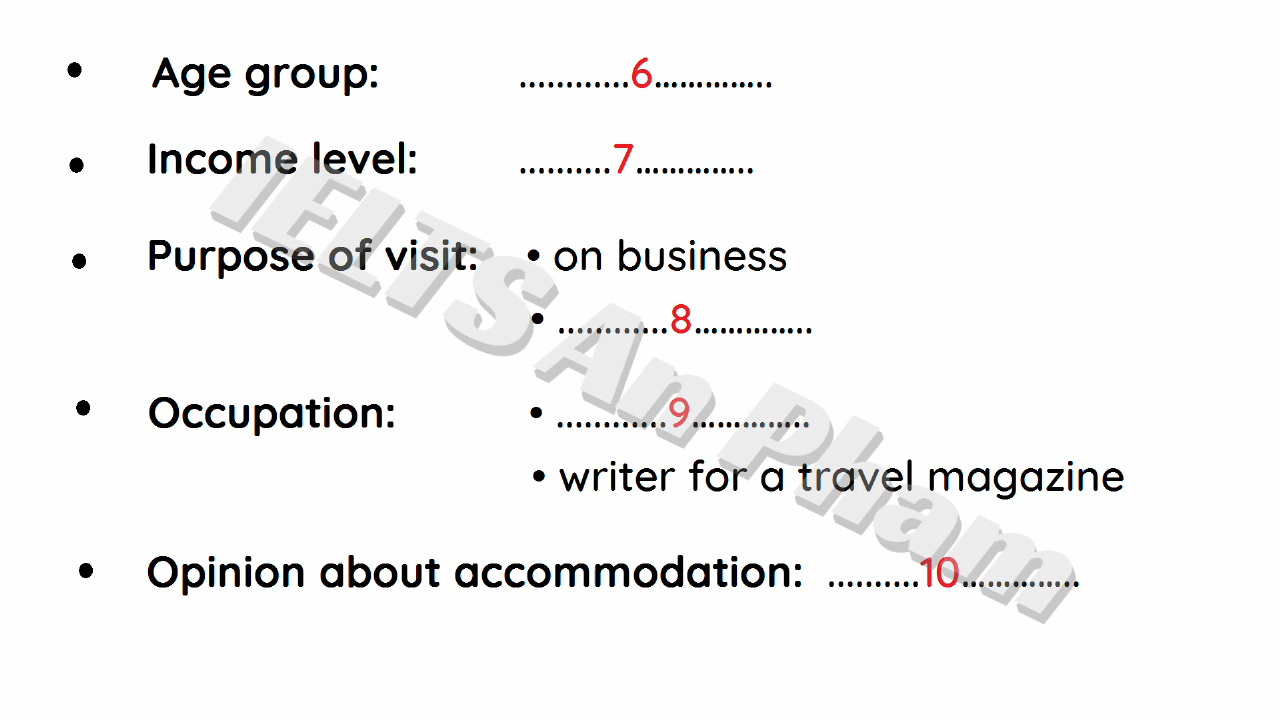 • Age group: ............6..............
• Income level: ..........7..............
• Purpose of visit: • on business
• ............8..............
• Occupation: • ............9..............
• writer for a travel magazine
• Opinion about accommodation: ..........10..............
IELTS An Pham